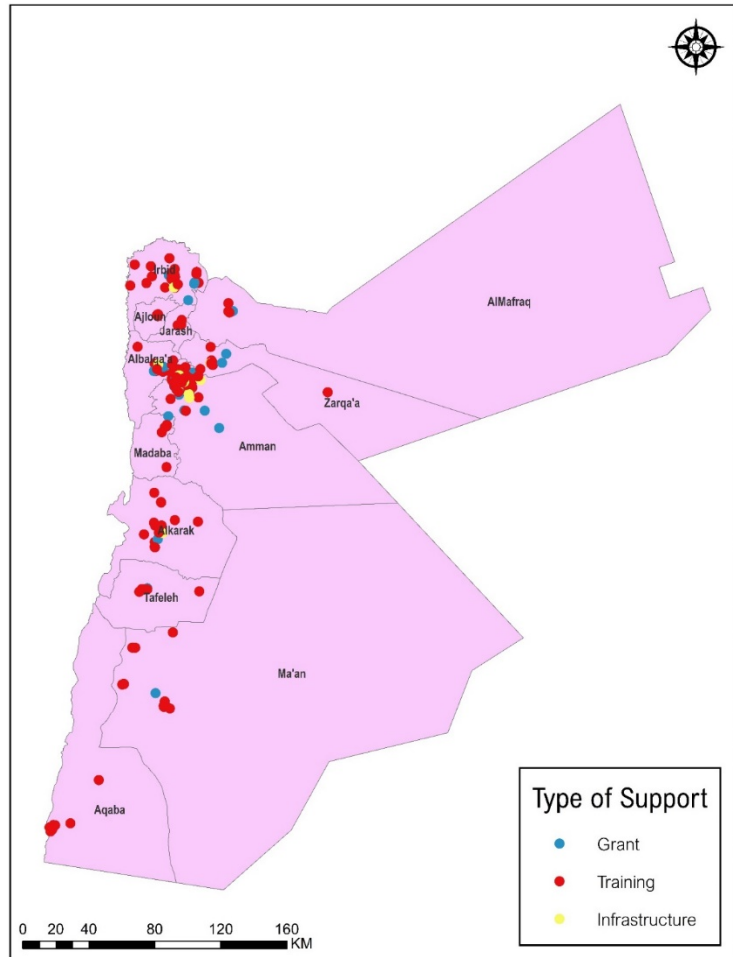 AlMafraq
Irbid
Ajloun
Jarash
Albalqa'a
Zarqa'a
Amman
Madaba
Alkarak
Tafeleh
Ma'an
Aqaba
Type of Support
Grant
Training
Infrastructure
0 20 40 80 120 160
KM